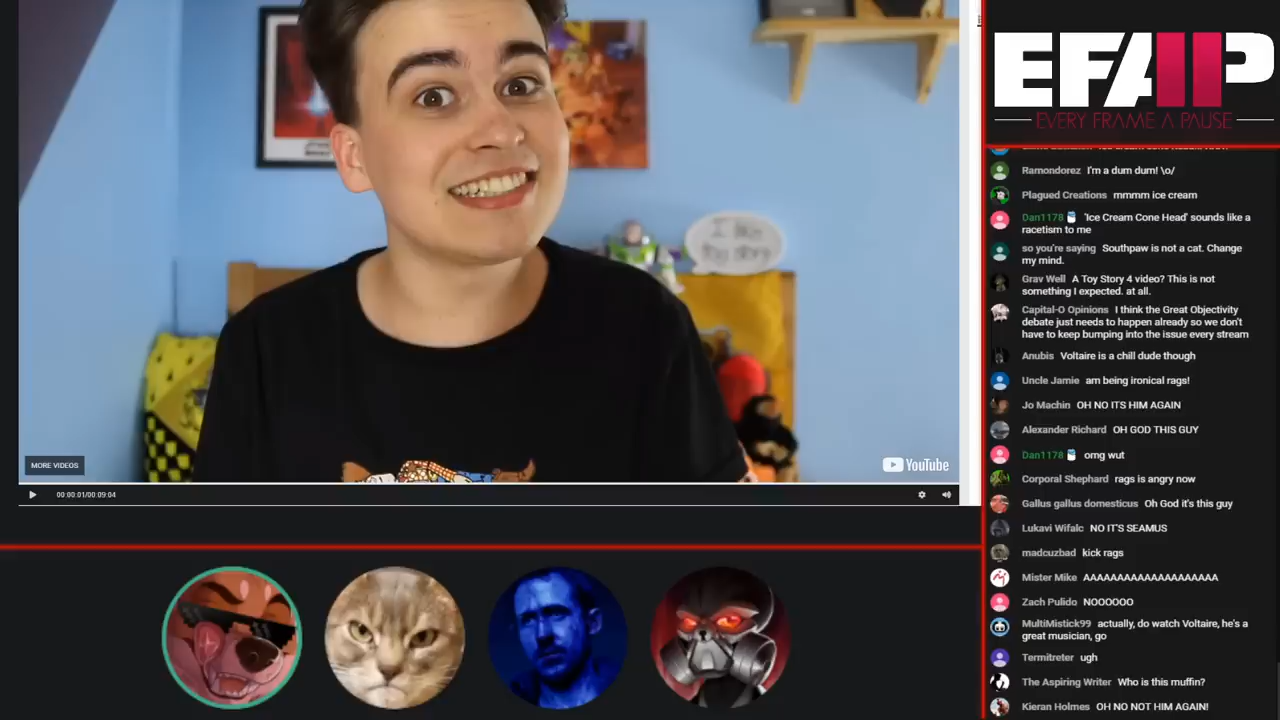 I like
toy story
MORE VIDEOS
YouTube
00:00:01/00:09:04
EFAP
EVERY FRAME A PAUSE
Ramondorez I'm a dum dum! \o/
Plagued Creations mmmm ice cream
Dan1178 'Ice Cream Cone Head' sounds like a
racetism to me
so you're saying Southpaw is not a cat. Change
my mind.
Grav Well A Toy Story 4 video? This is not
something I expected. at all.
Capital-O Opinions I think the Great Objectivity
debate just needs to happen already so we don't
have to keep bumping into the issue every stream
Anubis Voltaire is a chill dude though
Uncle Jamie am being ironical rags!
Jo Machin OH NO ITS HIM AGAIN
Alexander Richard OH GOD THIS GUY
Dan1178 omg wut
Corporal Shephard rags is angry now
Gallus gallus domesticus Oh God it's this guy
Lukavi Wifalc NO IT'S SEAMUS
madcuzbad kick rags
Mister Mike AAAAAAAAAAAAAAAAAAAA
Zach Pulido NOOOOOO
MultiMistick99 actually, do watch Voltaire, he's a
great musician, go
Termitreter ugh
The Aspiring Writer Who is this muffin?
Kieran Holmes OH NO NOT HIM AGAIN!